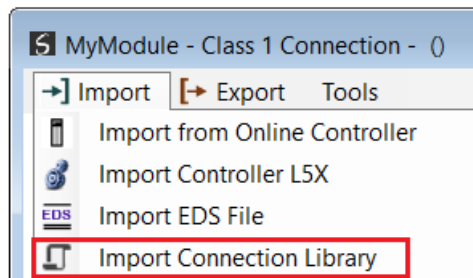 S MyModule - Class 1 Connection - ()
Import Export Tools
Import from Online Controller
Import Controller L5X
EDS Import EDS File
Import Connection Library